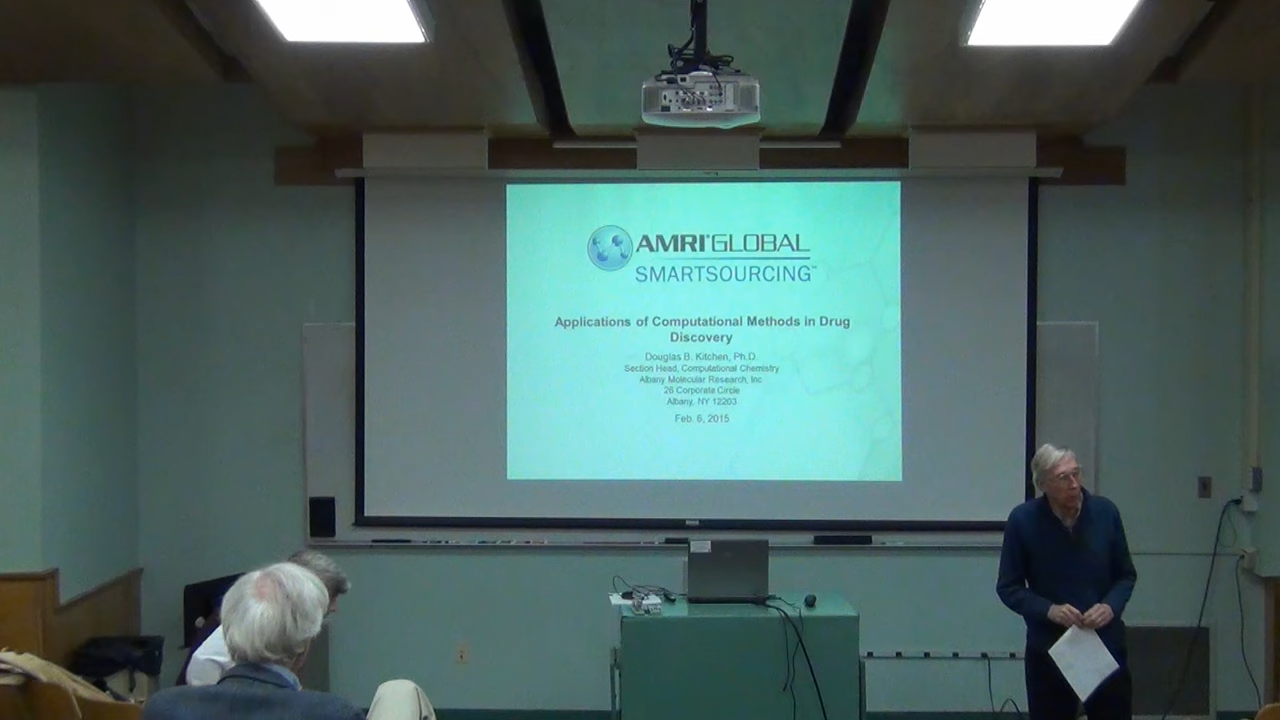 AMRI GLOBAL
SMARTSOURCING™
Applications of Computational Methods in Drug
Discovery
Douglas B. Kitchen, Ph.D.
Section Head, Computational Chemistry
Albany Molecular Research, Inc
26 Corporate Circle
Albany, NY 12203
Feb. 6, 2015